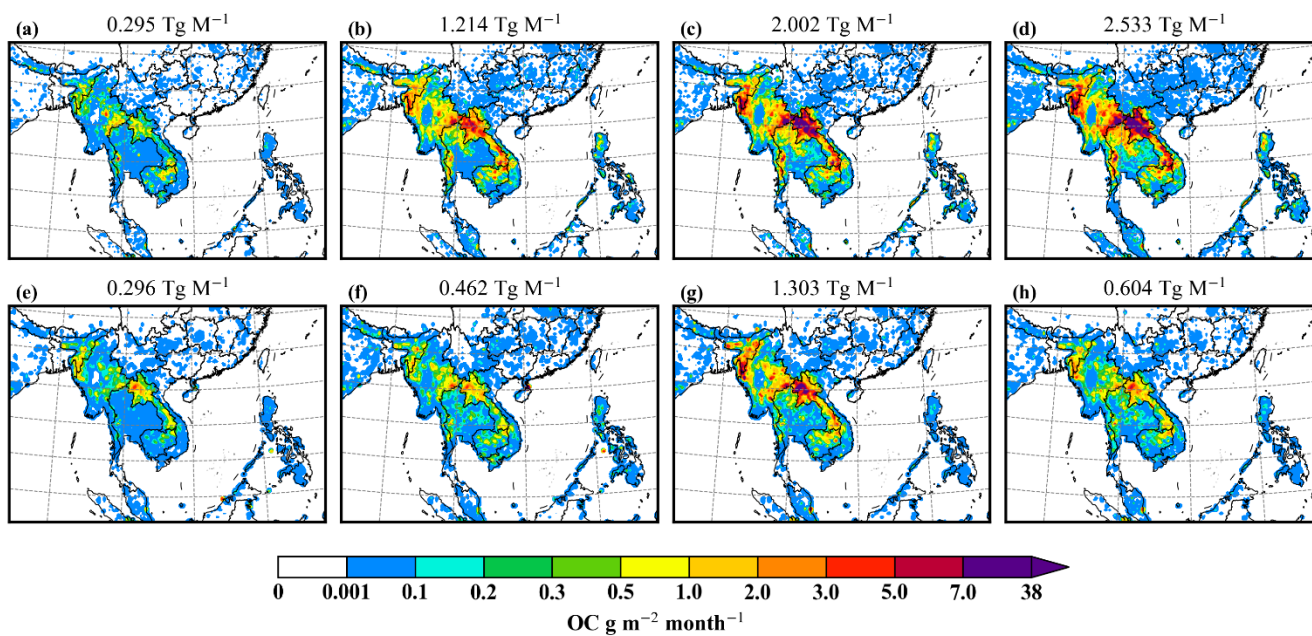 (a) 0.295 Tg M⁻¹ (b) 1.214 Tg M⁻¹ (c) 2.002 Tg M⁻¹ (d) 2.533 Tg M⁻¹
(e) 0.296 Tg M⁻¹ (f) 0.462 Tg M⁻¹ (g) 1.303 Tg M⁻¹ (h) 0.604 Tg M⁻¹
0 0.001 0.1 0.2 0.3 0.5 1.0 2.0 3.0 5.0 7.0 38
OC g m⁻² month⁻¹